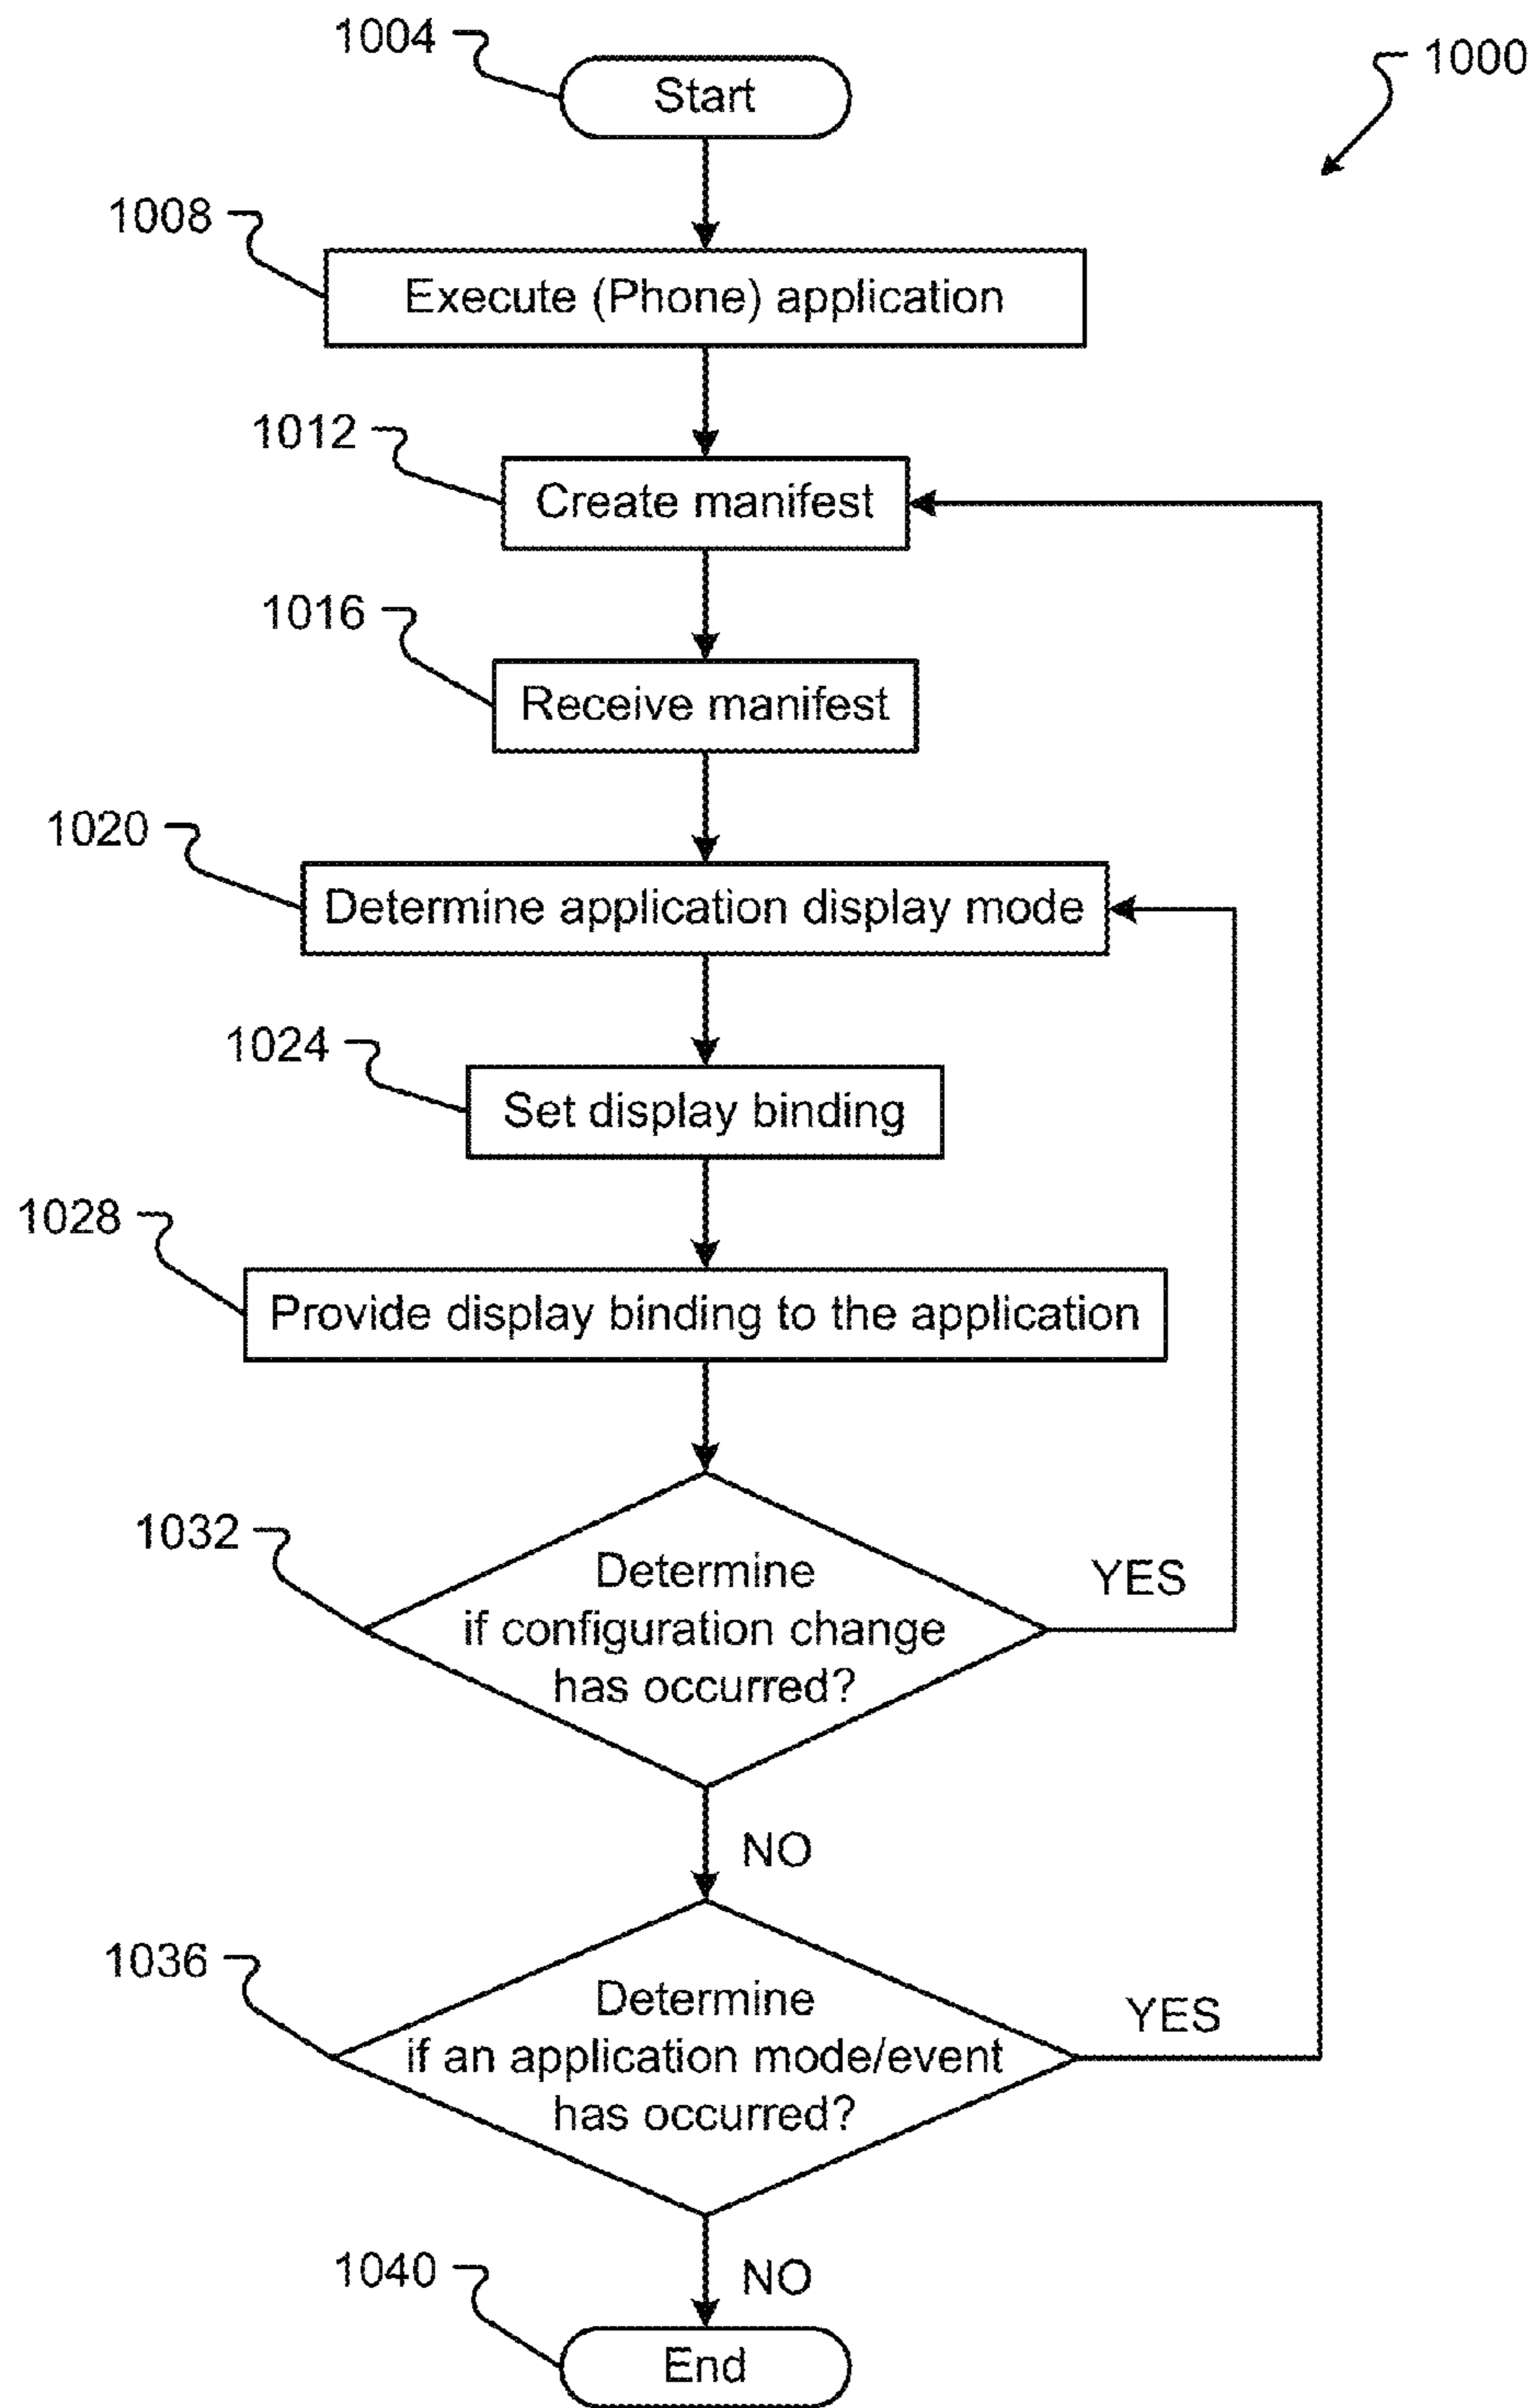 1004
Start
1000
1008
Execute (Phone) application
1012
Create manifest
1016
Receive manifest
1020
Determine application display mode
1024
Set display binding
1028
Provide display binding to the application
1032
Determine
if configuration change
has occurred?
YES
NO
1036
Determine
if an application mode/event
has occurred?
YES
NO
1040
End